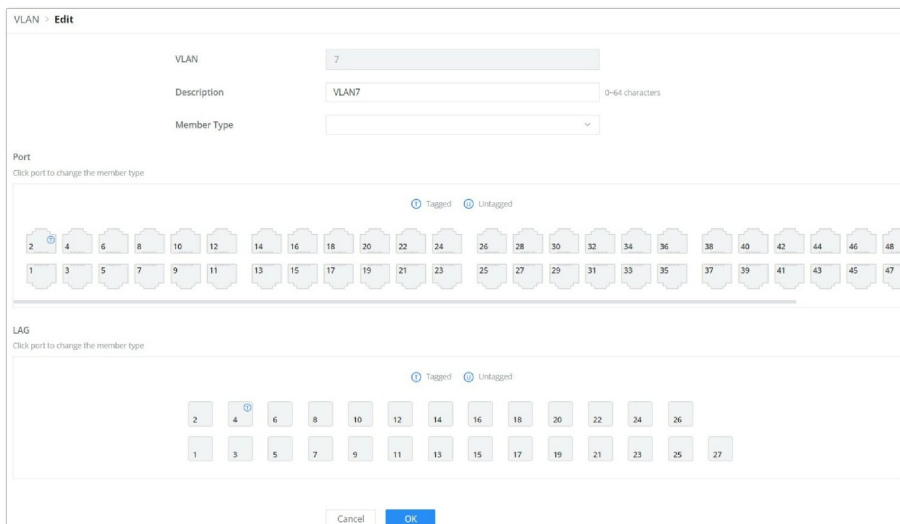 VLAN > Edit
VLAN 7
Description VLAN7 0~64 characters
Member Type
Port
Click port to change the member type
T Tagged U Untagged
2 T 4 6 8 10 12 14 16 18 20 22 24 26 28 30 32 34 36 38 40 42 44 46 48
1 3 5 7 9 11 13 15 17 19 21 23 25 27 29 31 33 35 37 39 41 43 45 47
LAG
Click port to change the member type
T Tagged U Untagged
2 4 T 6 8 10 12 14 16 18 20 22 24 26
1 3 5 7 9 11 13 15 17 19 21 23 25 27
Cancel OK